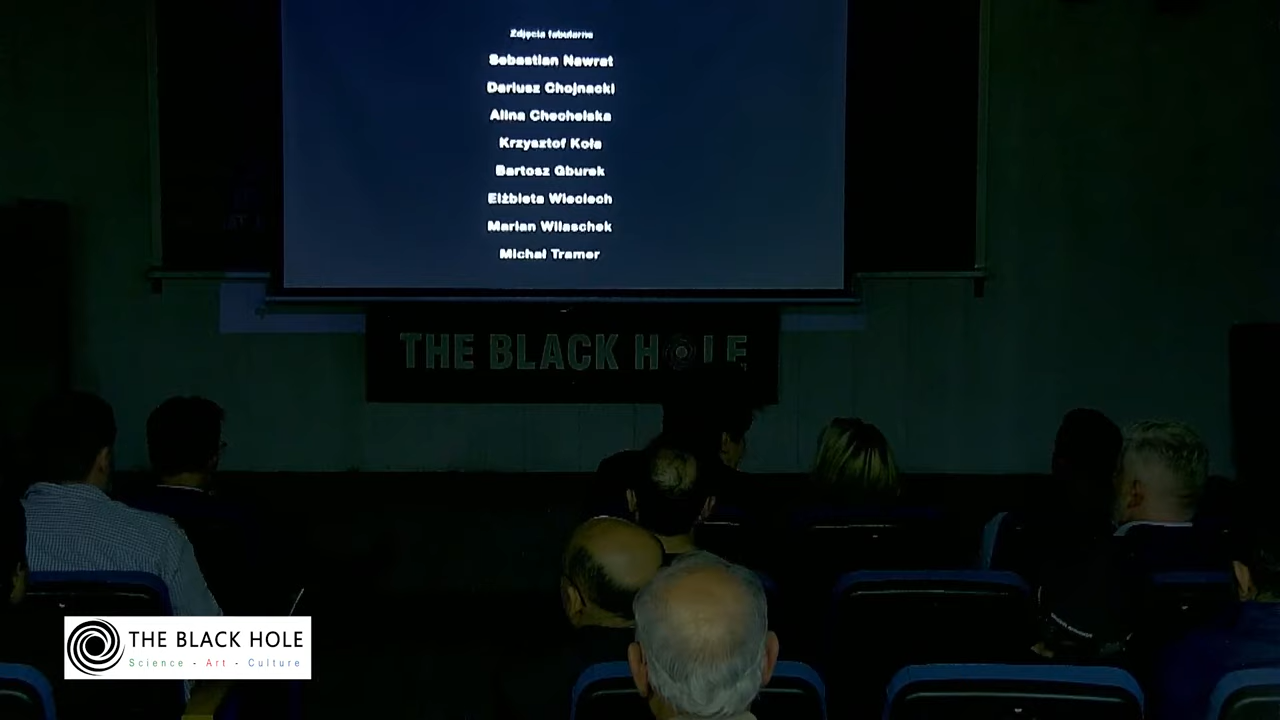 Zdjęcia fabularne
Sebastian Nawrat
Dariusz Chojnacki
Alina Chechelska
Krzysztof Kola
Bartosz Gburek
Elżbieta Wieciech
Marian Wilaschek
Michał Tramer
THE BLACK HOLE
THE BLACK HOLE
Science - Art - Culture